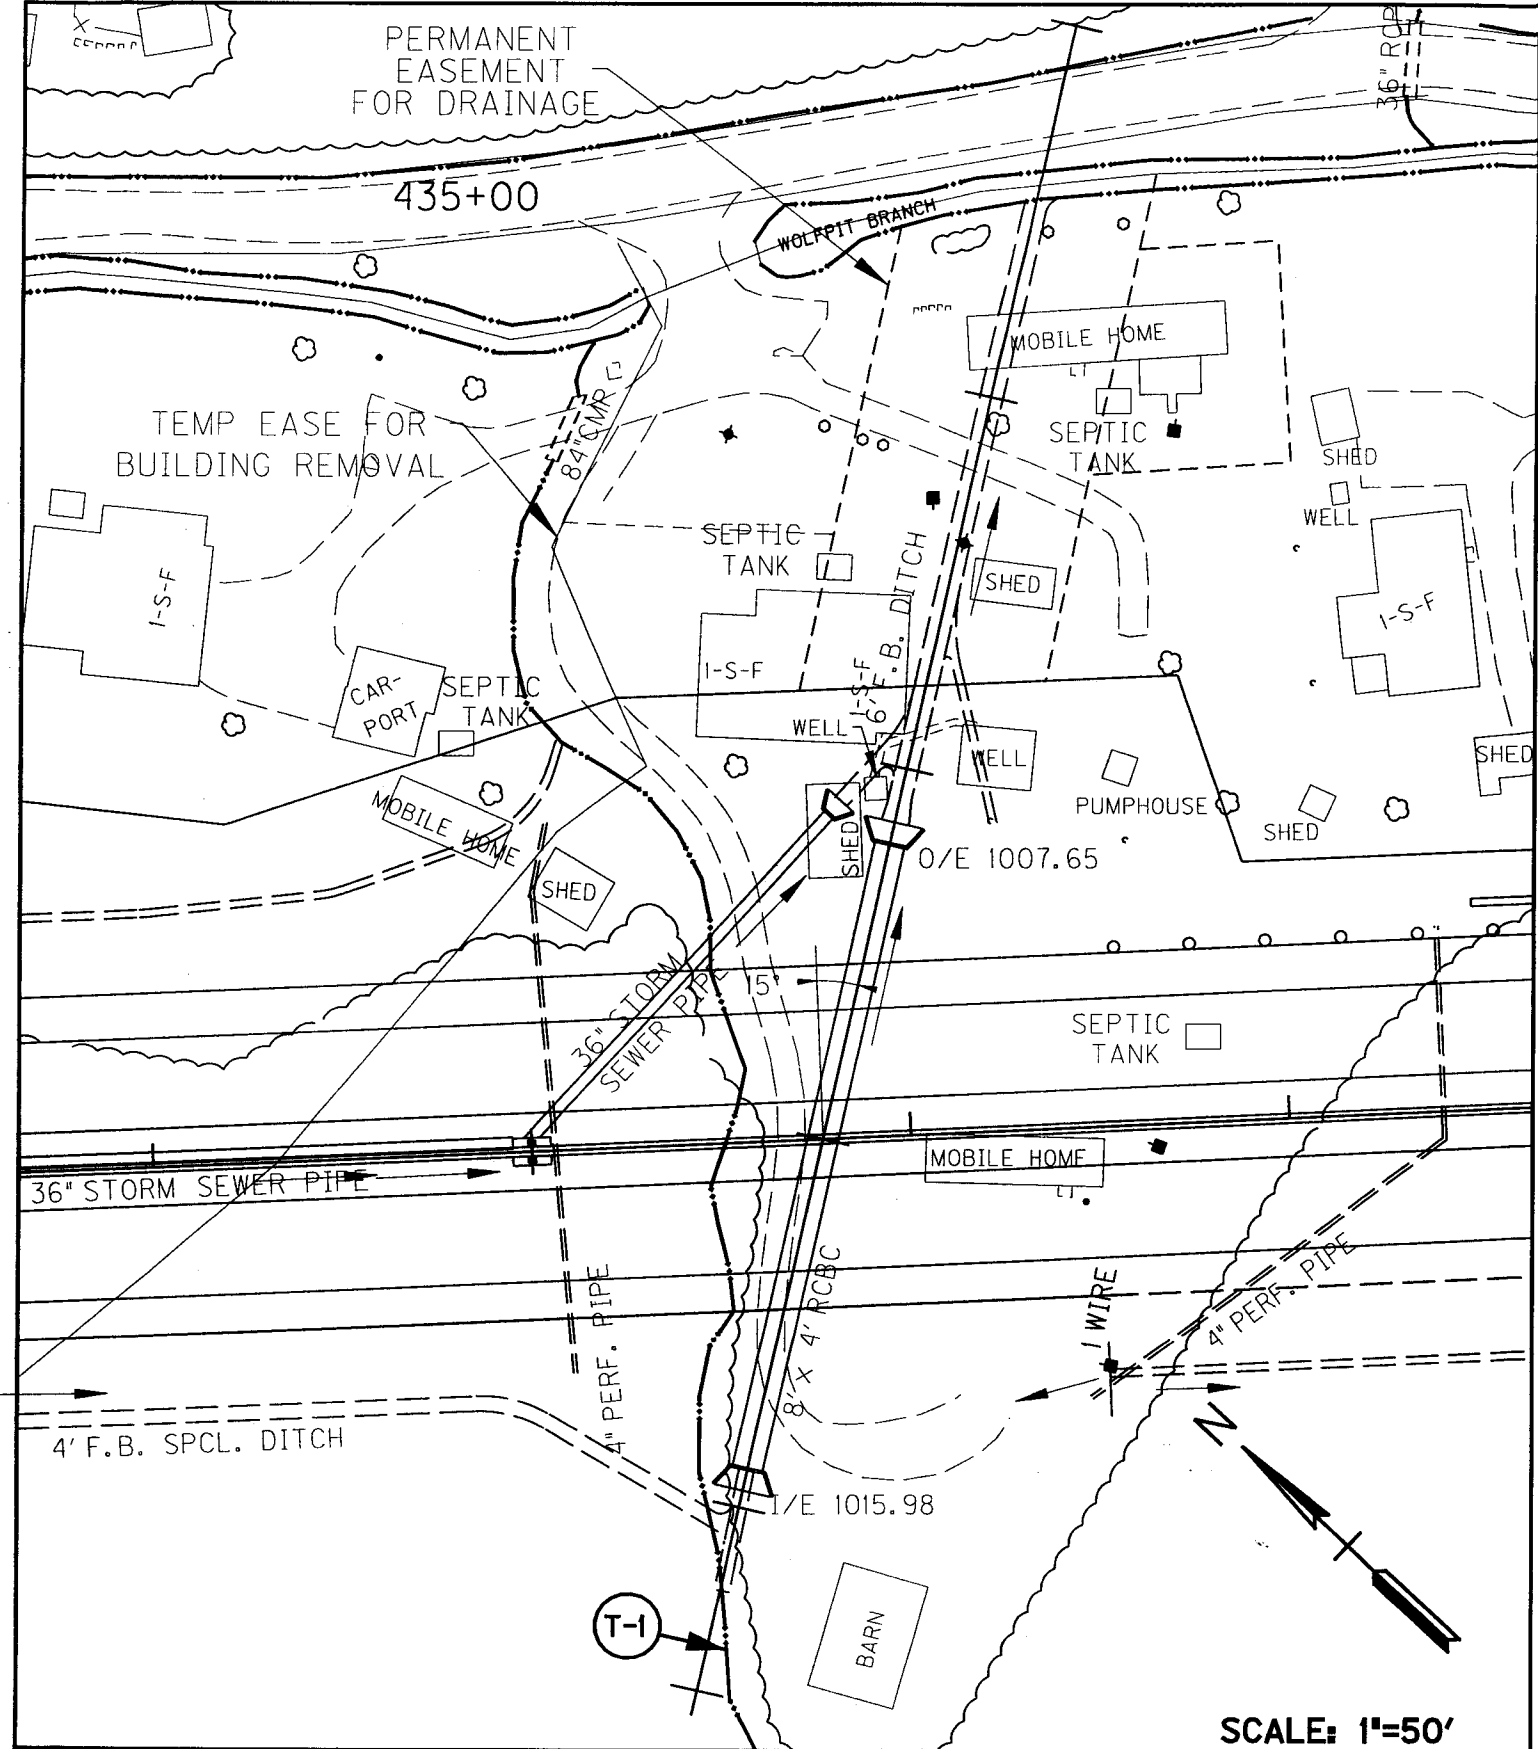 PERMANENT
EASEMENT
FOR DRAINAGE
36" RCP
435+00
WOLFPIT BRANCH
MOBILE HOME
TEMP EASE FOR
BUILDING REMOVAL
84"CMP
SEPTIC
TANK
SHED
WELL
SEPTIC
TANK
6' F.B. DITCH
SHED
1-S-F
1-S-F
1-S-F
1-S-F
CAR-
PORT
SEPTIC
TANK
WELL
WELL
SHED
MOBILE HOME
PUMPHOUSE
SHED
SHED
SHED
O/E 1007.65
36" STORM
SEWER PIPE
15°
SEPTIC
TANK
MOBILE HOME
36" STORM SEWER PIPE
4" PERF. PIPE
8' X 4' RCBC
1 WIRE
4" PERF. PIPE
4' F.B. SPCL. DITCH
I/E 1015.98
N
T-1
BARN
SCALE: 1"=50'